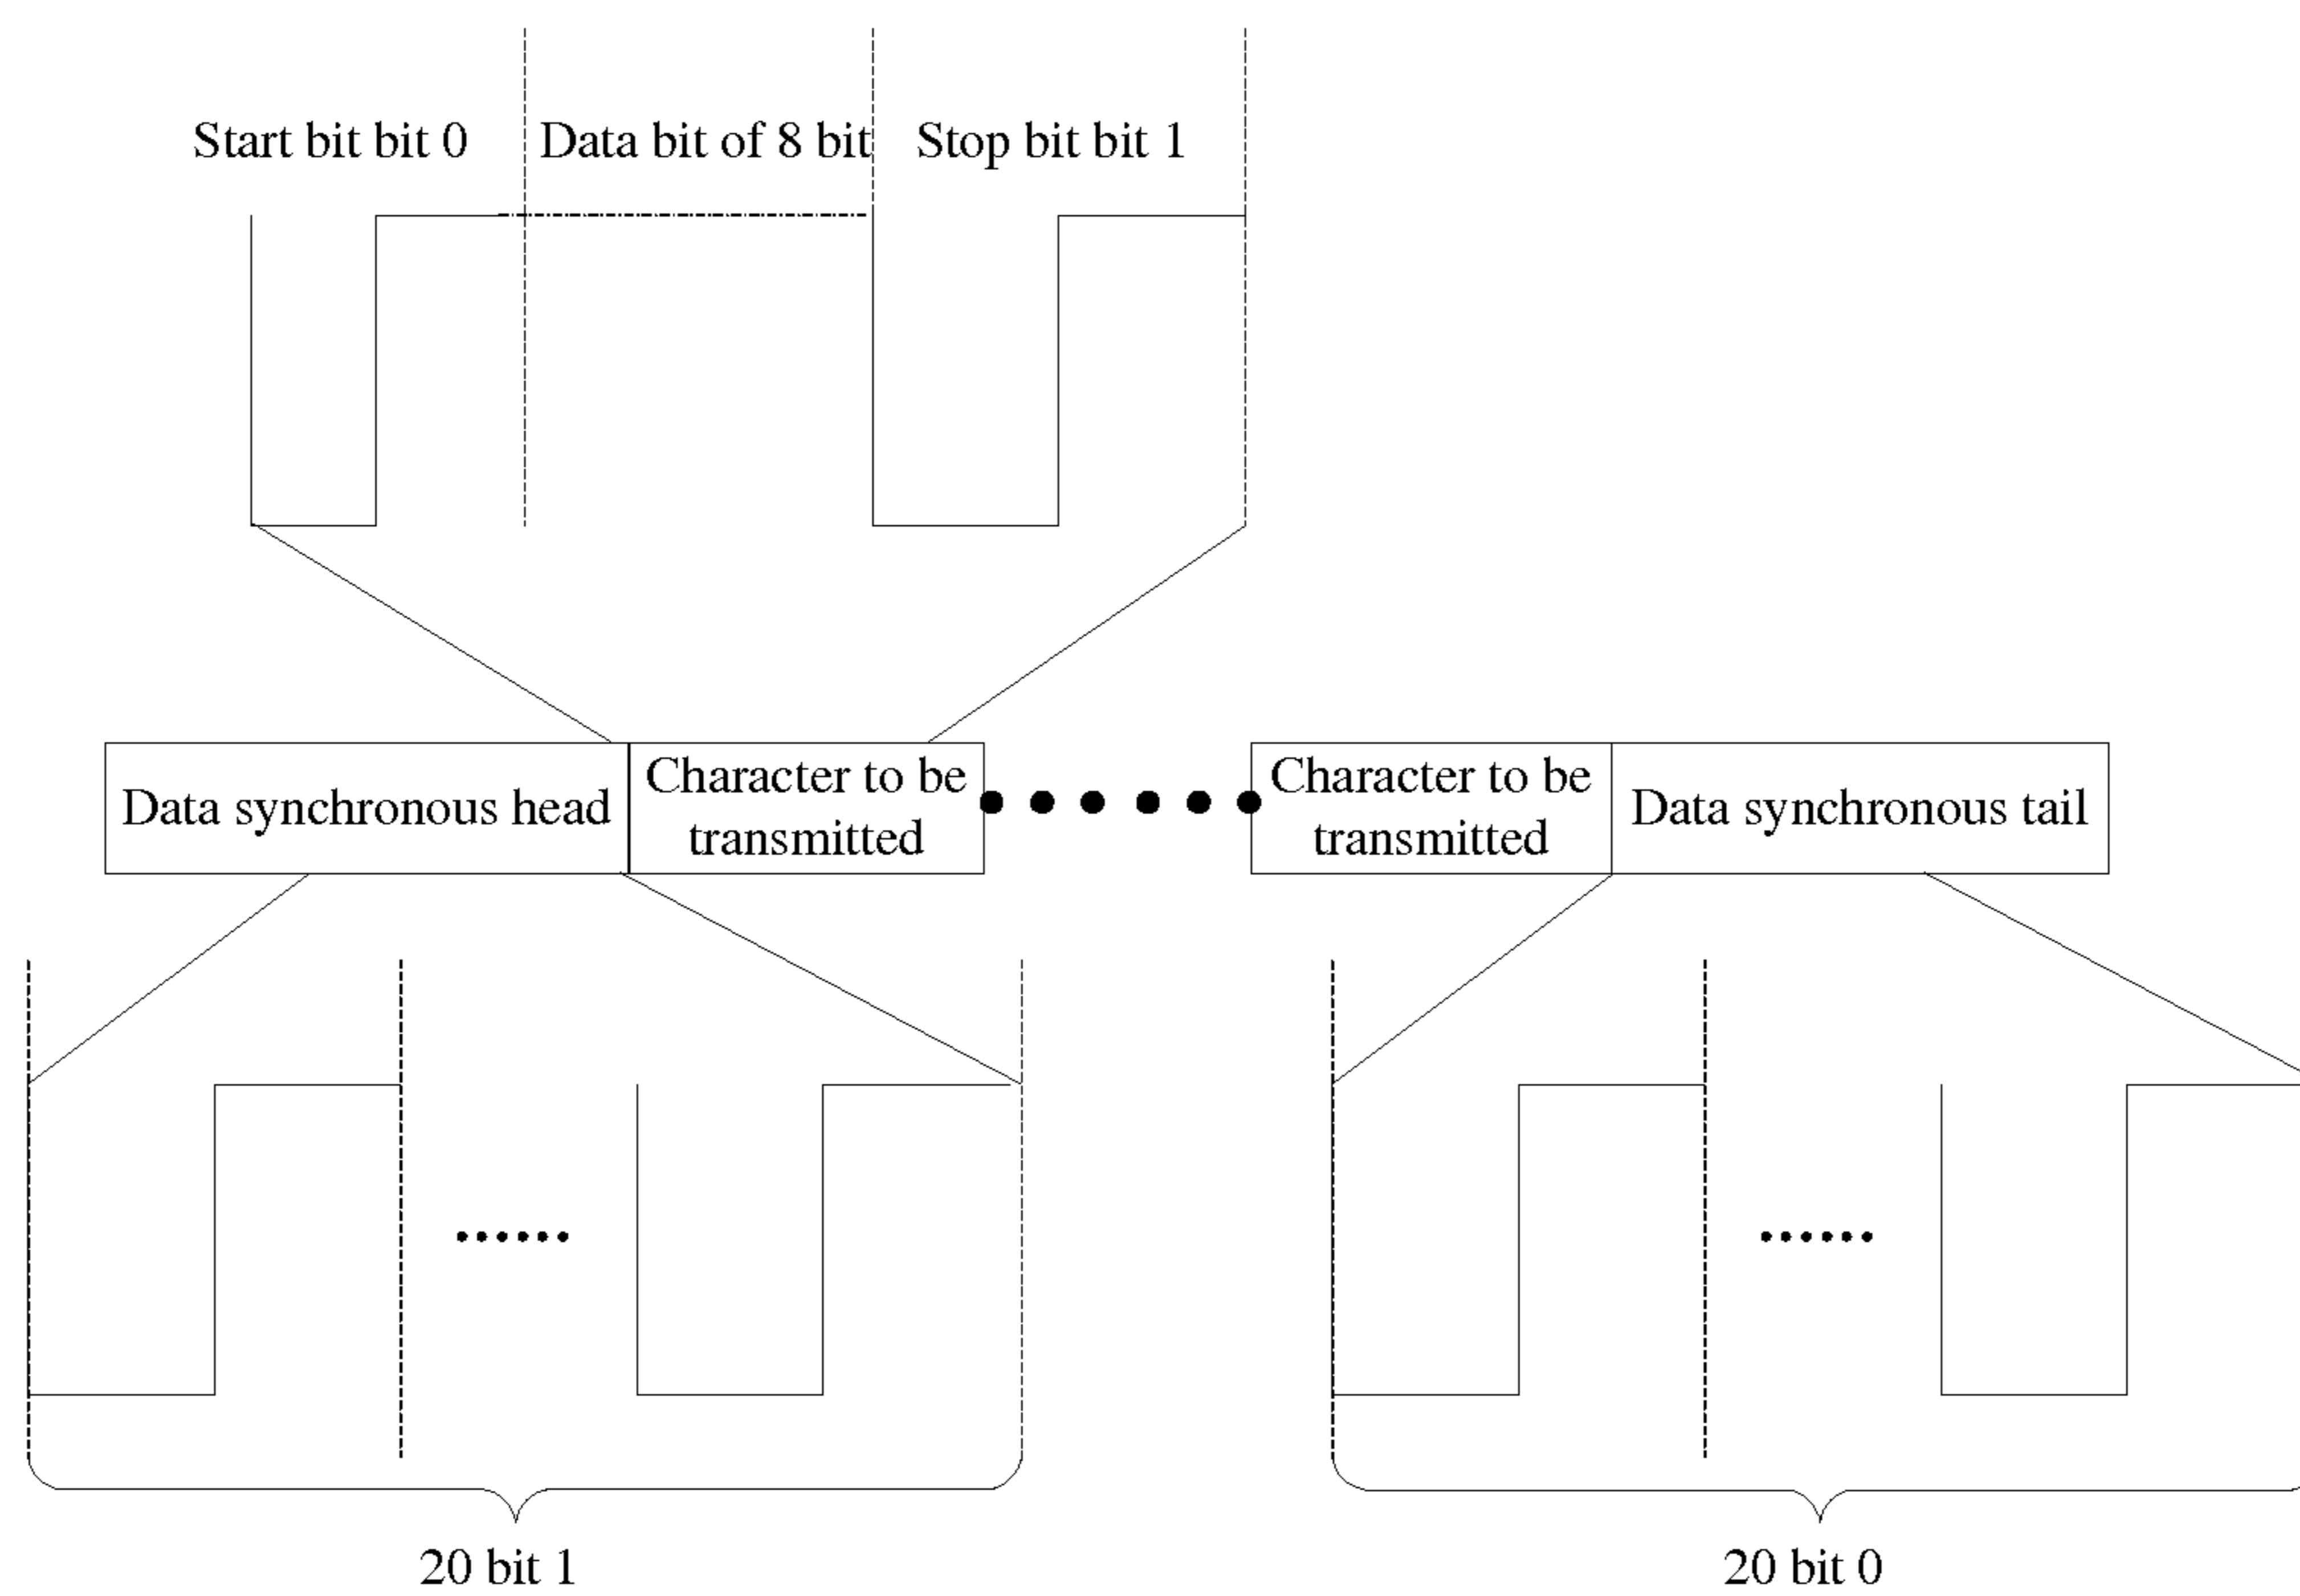 Start bit bit 0
Data bit of 8 bit
Stop bit bit 1
Data synchronous head
Character to be
transmitted
Character to be
transmitted
Data synchronous tail
20 bit 1
20 bit 0